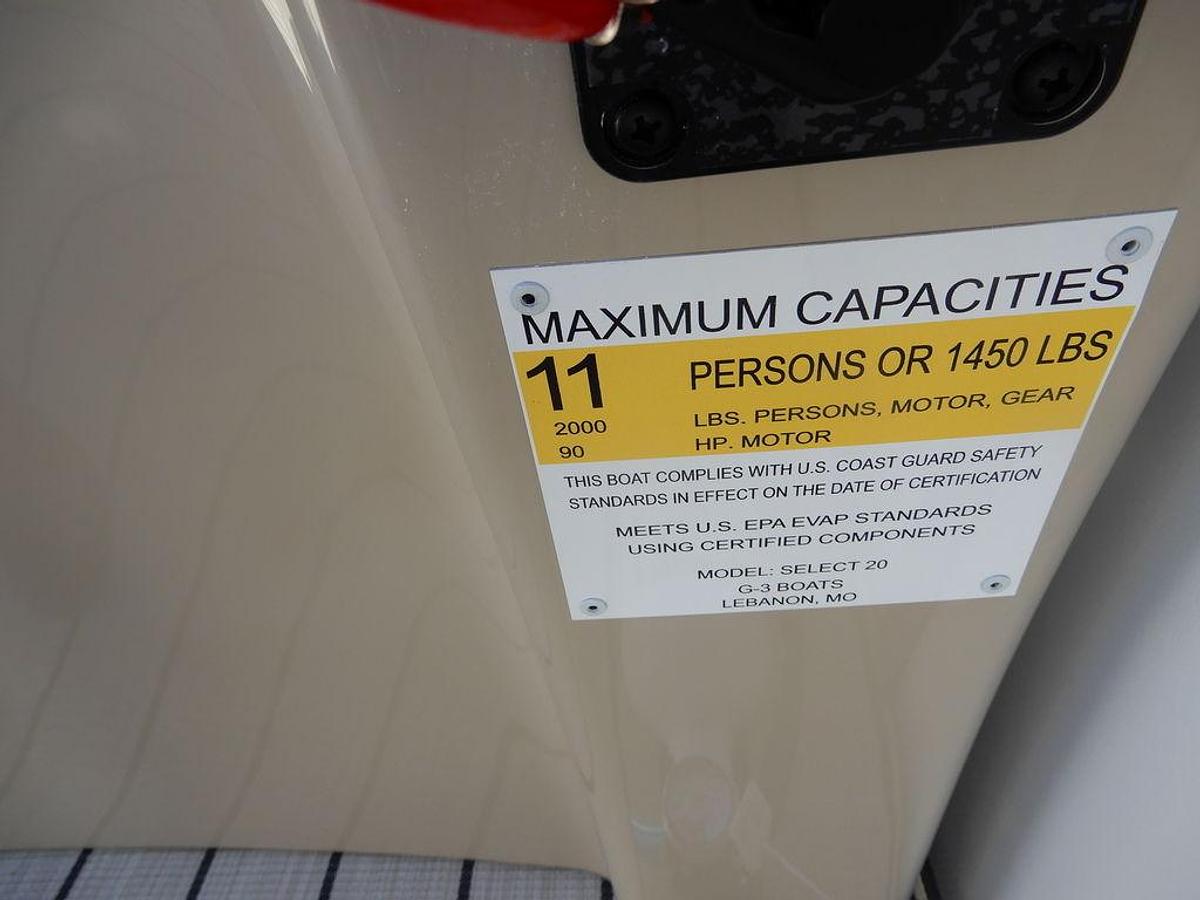 MAXIMUM CAPACITIES
11 PERSONS OR 1450 LBS
2000 LBS. PERSONS, MOTOR, GEAR
90 HP. MOTOR
THIS BOAT COMPLIES WITH U.S. COAST GUARD SAFETY
STANDARDS IN EFFECT ON THE DATE OF CERTIFICATION
MEETS U.S. EPA EVAP STANDARDS
USING CERTIFIED COMPONENTS
MODEL: SELECT 20
G-3 BOATS
LEBANON, MO